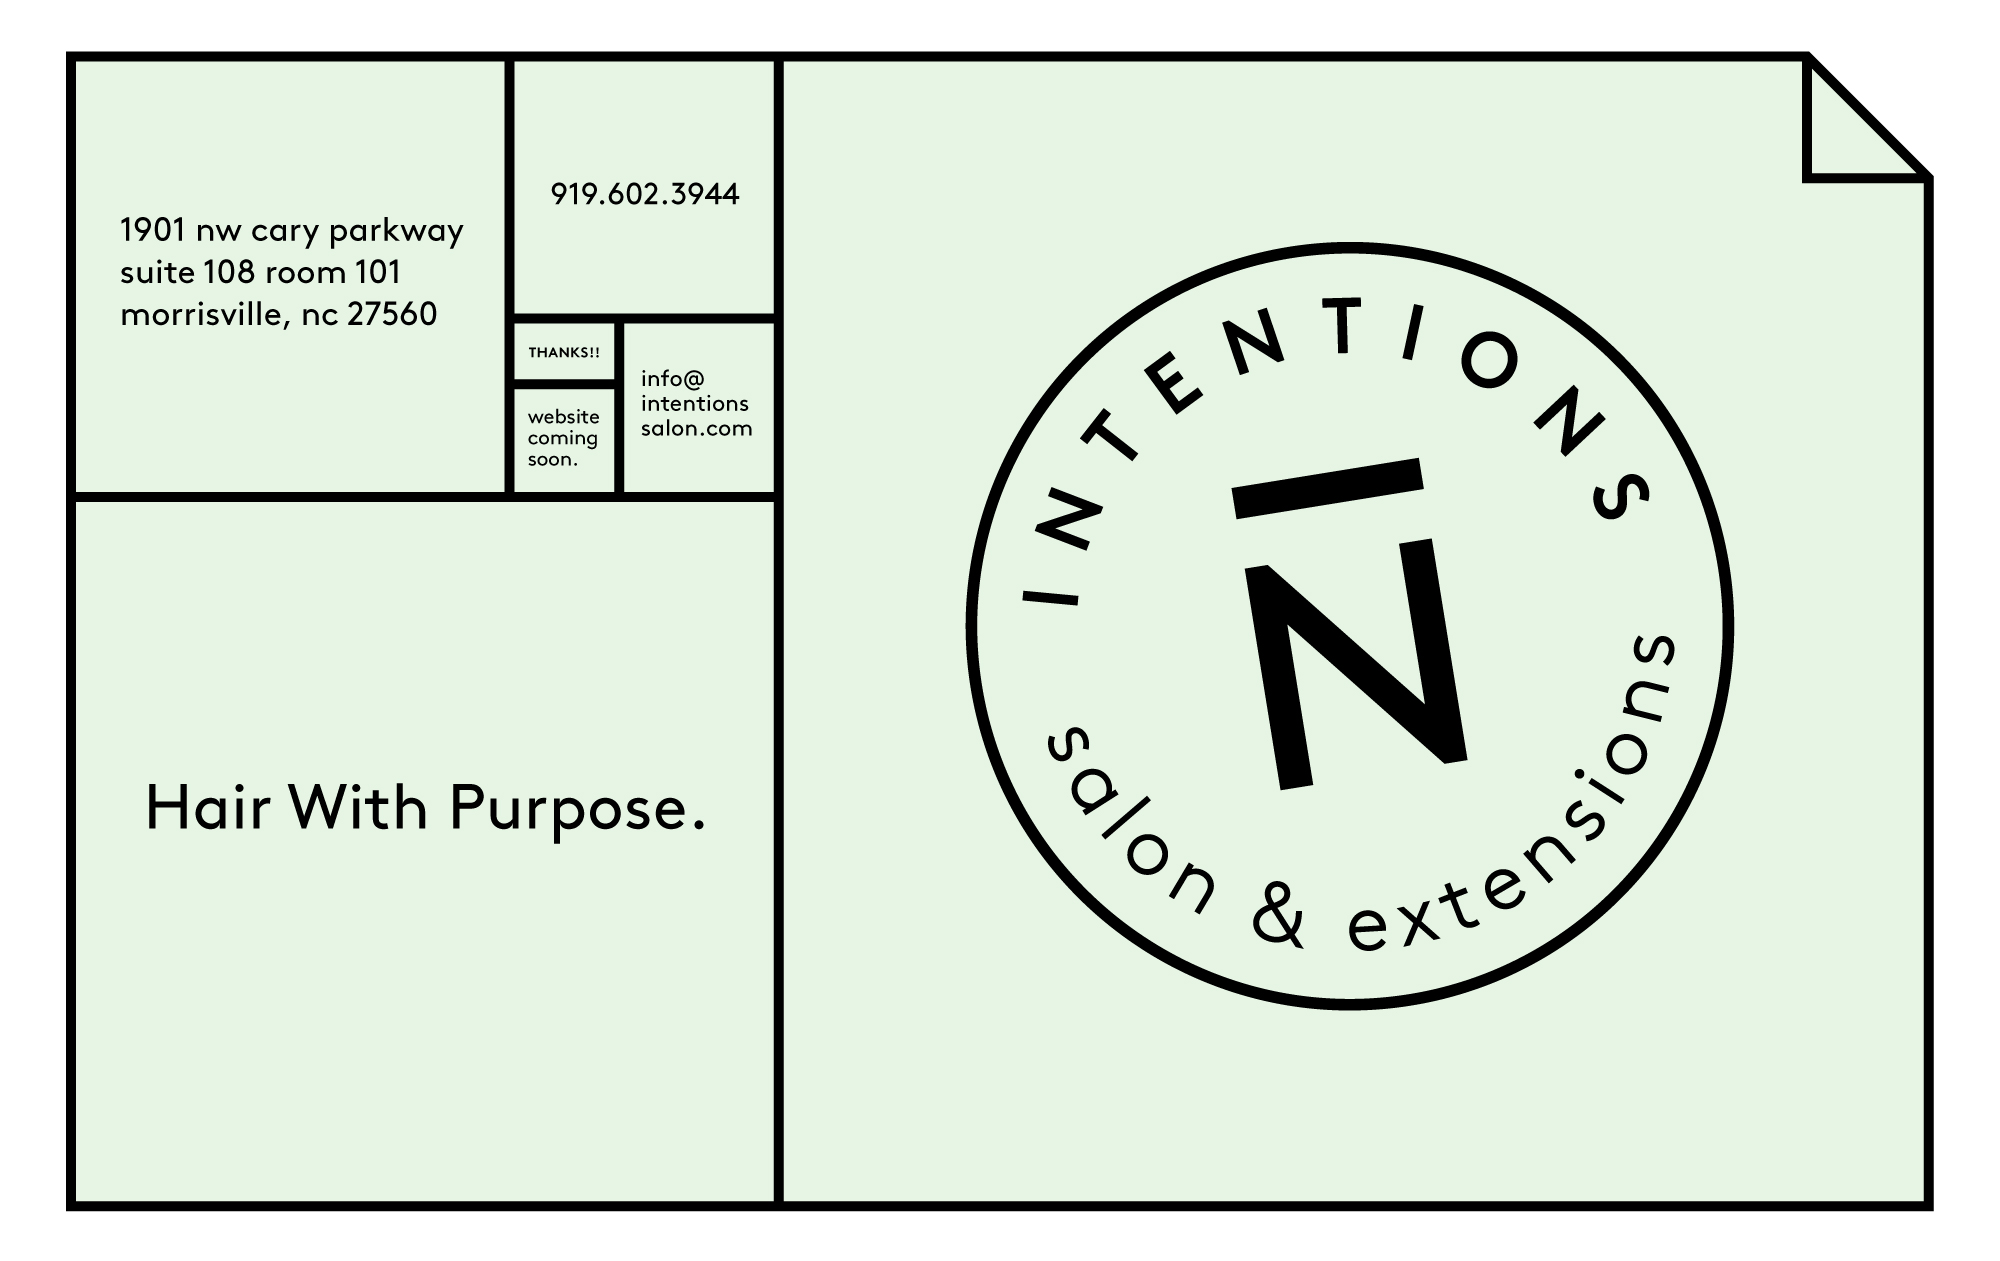 1901 nw cary parkway
suite 108 room 101
morrisville, nc 27560
919.602.3944
THANKS!!
website
coming
soon.
info@
intentions
salon.com
Hair With Purpose.
INTENTIONS
N̄
salon & extensions